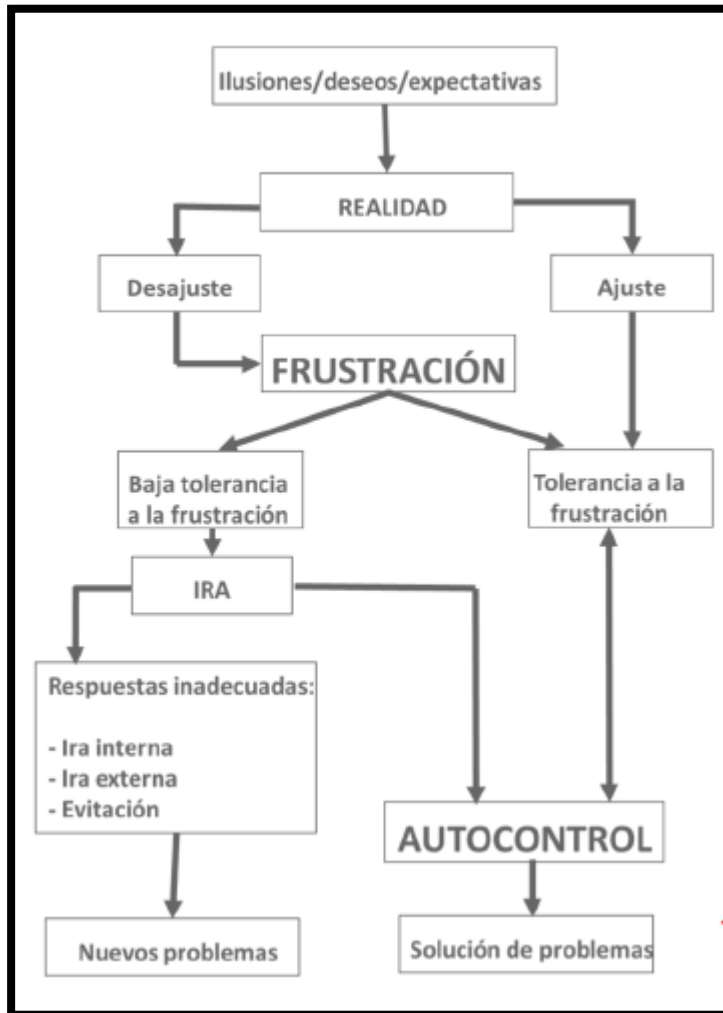 Ilusiones/deseos/expectativas
REALIDAD
Desajuste
Ajuste
FRUSTRACIÓN
Baja tolerancia
a la frustración
Tolerancia a la
frustración
IRA
Respuestas inadecuadas:
- Ira interna
- Ira externa
- Evitación
AUTOCONTROL
Nuevos problemas
Solución de problemas